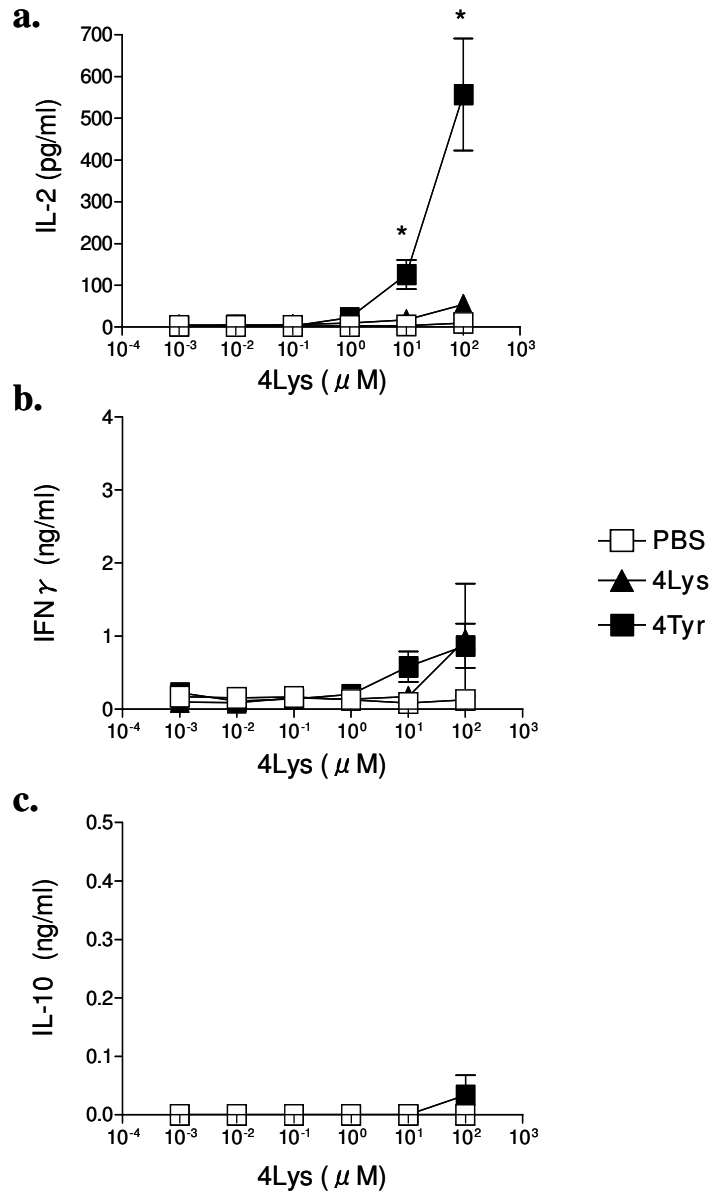 a.
*
700
600
500
400
300
200
100
0
IL-2 (pg/ml)
*
10⁻⁴ 10⁻³ 10⁻² 10⁻¹ 10⁰ 10¹ 10² 10³
4Lys ( μ M)
b.
4
3
2
1
0
IFNγ (ng/ml)
10⁻⁴ 10⁻³ 10⁻² 10⁻¹ 10⁰ 10¹ 10² 10³
4Lys ( μ M)
PBS
4Lys
4Tyr
c.
0.5
0.4
0.3
0.2
0.1
0.0
IL-10 (ng/ml)
10⁻⁴ 10⁻³ 10⁻² 10⁻¹ 10⁰ 10¹ 10² 10³
4Lys ( μ M)